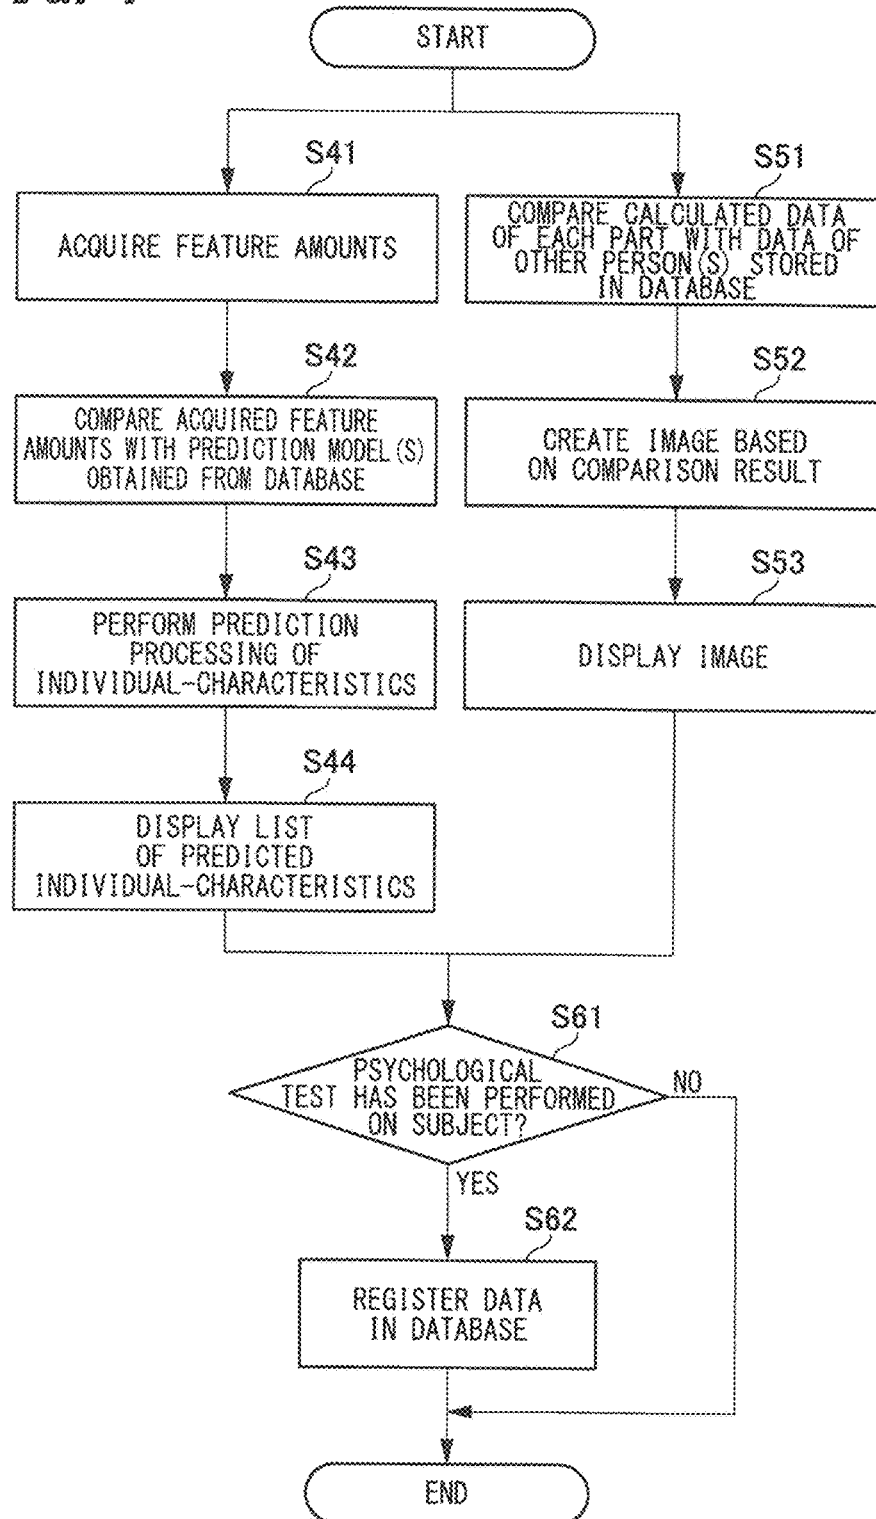 START
S41
ACQUIRE FEATURE AMOUNTS
S42
COMPARE ACQUIRED FEATURE
AMOUNTS WITH PREDICTION MODEL(S)
OBTAINED FROM DATABASE
S43
PERFORM PREDICTION
PROCESSING OF
INDIVIDUAL-CHARACTERISTICS
S44
DISPLAY LIST
OF PREDICTED
INDIVIDUAL-CHARACTERISTICS
S51
COMPARE CALCULATED DATA
OF EACH PART WITH DATA OF
OTHER PERSON(S) STORED
IN DATABASE
S52
CREATE IMAGE BASED
ON COMPARISON RESULT
S53
DISPLAY IMAGE
S61
PSYCHOLOGICAL
TEST HAS BEEN PERFORMED
ON SUBJECT?
NO
YES
S62
REGISTER DATA
IN DATABASE
END